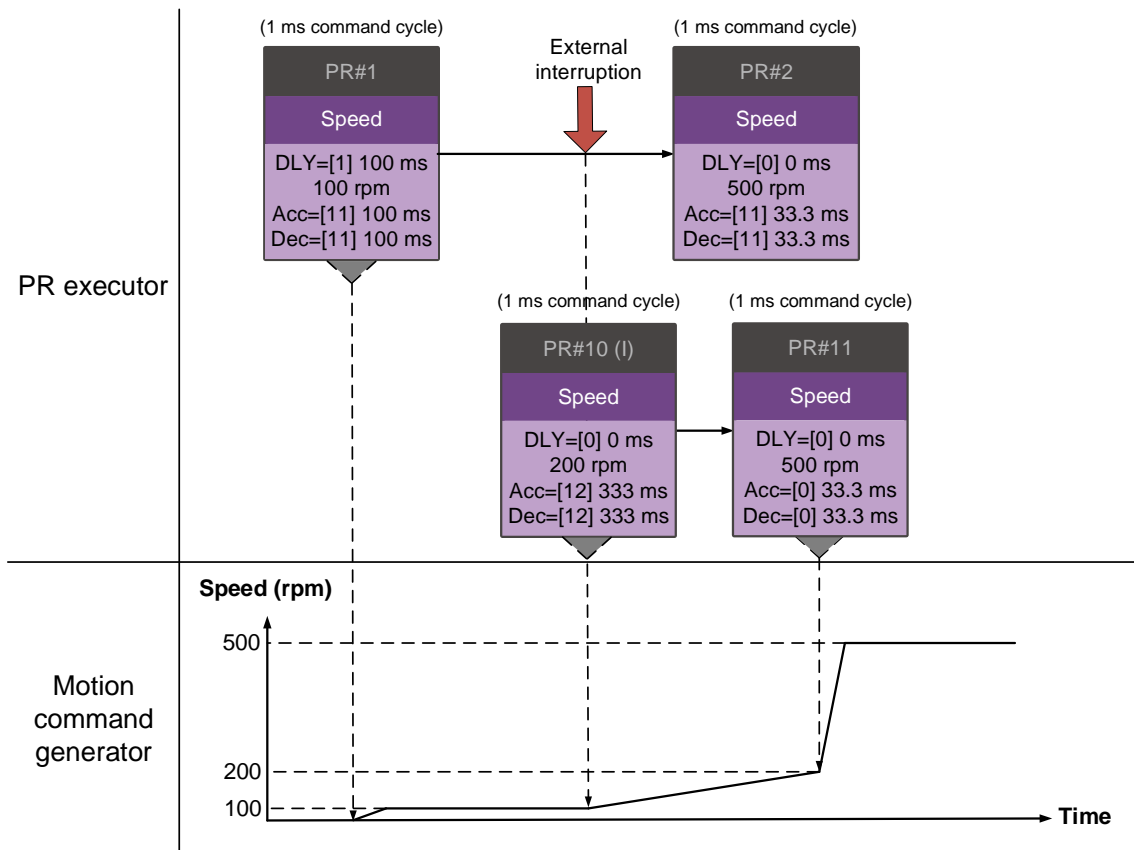 (1 ms command cycle)
PR#1
Speed
DLY=[1] 100 ms
100 rpm
Acc=[11] 100 ms
Dec=[11] 100 ms
External
interruption
(1 ms command cycle)
PR#2
Speed
DLY=[0] 0 ms
500 rpm
Acc=[11] 33.3 ms
Dec=[11] 33.3 ms
PR executor
(1 ms command cycle)
PR#10 (I)
Speed
DLY=[0] 0 ms
200 rpm
Acc=[12] 333 ms
Dec=[12] 333 ms
(1 ms command cycle)
PR#11
Speed
DLY=[0] 0 ms
500 rpm
Acc=[0] 33.3 ms
Dec=[0] 33.3 ms
Motion
command
generator
Speed (rpm)
500
200
100
Time